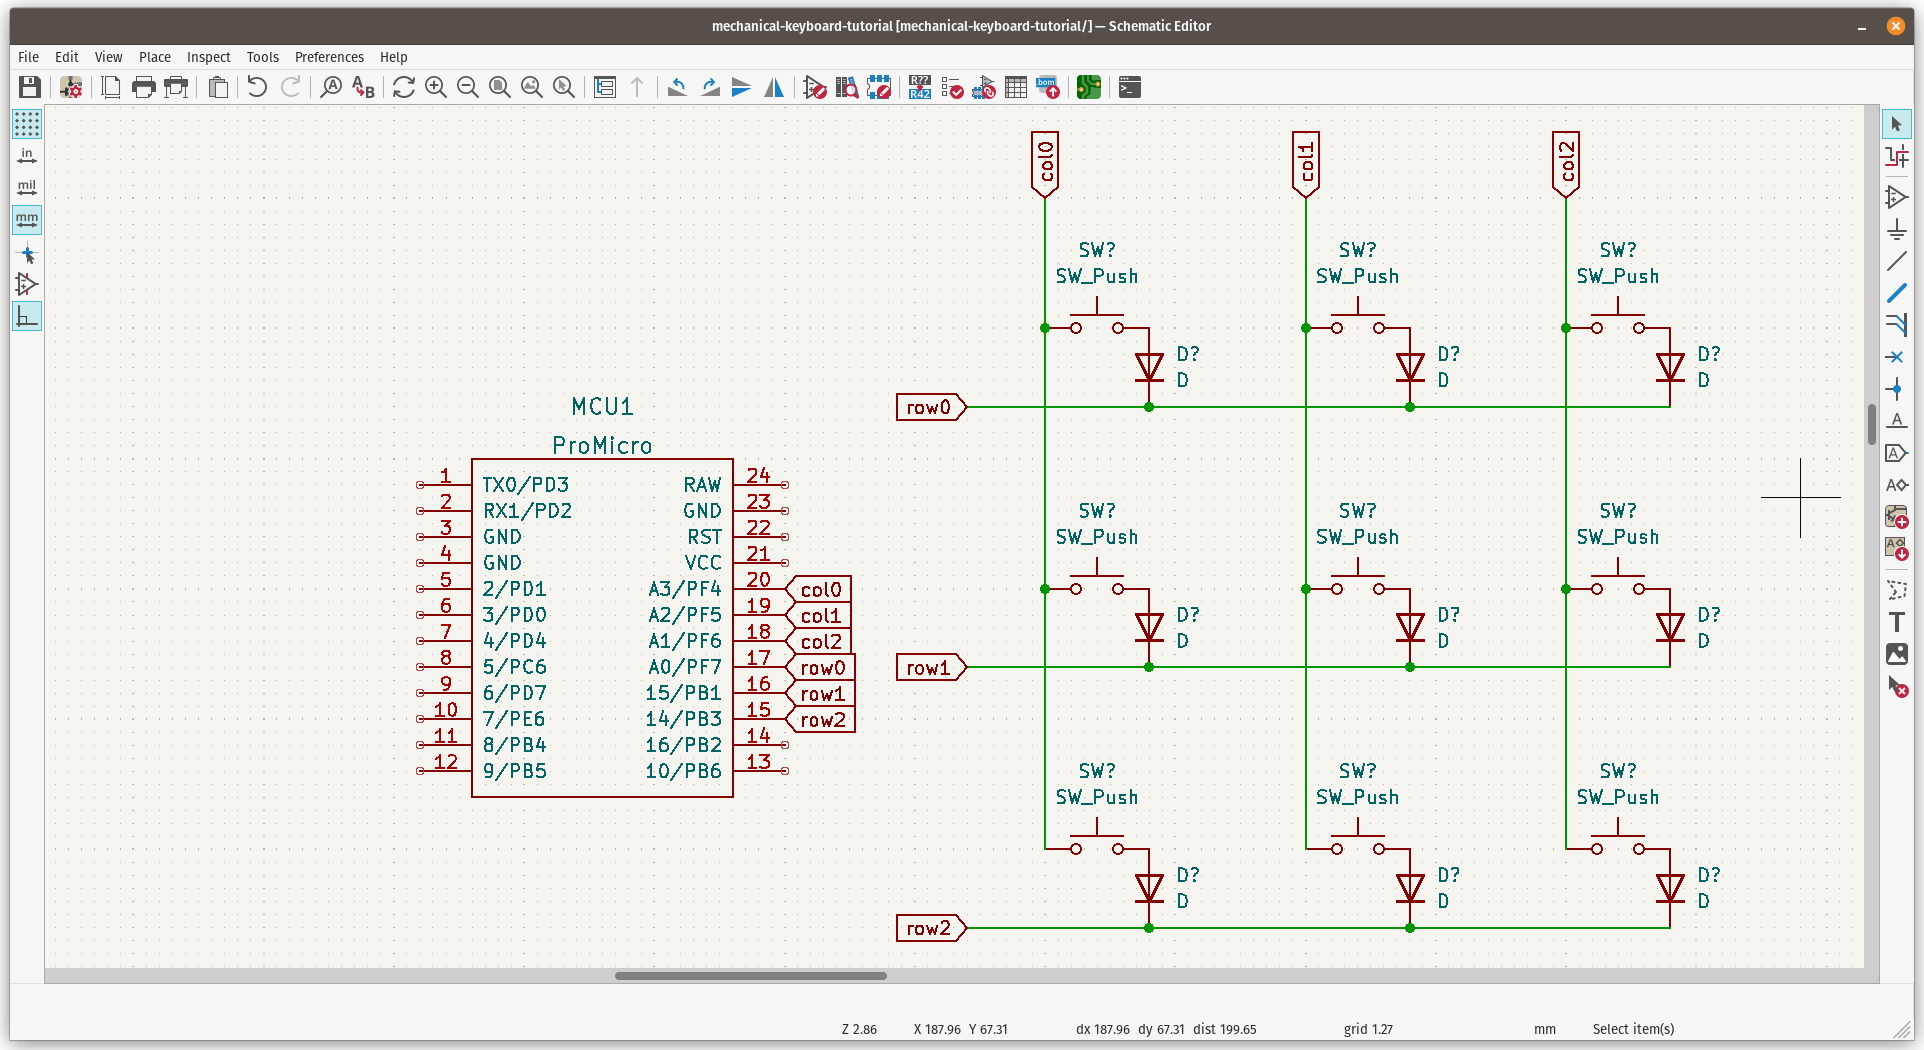 mechanical-keyboard-tutorial [mechanical-keyboard-tutorial/] — Schematic Editor
File Edit View Place Inspect Tools Preferences Help
R??
R42
bom
in
mil
mm
col0 col1 col2
SW? SW? SW?
SW_Push SW_Push SW_Push
D? D? D?
D D D
row0
MCU1
ProMicro
1 TX0/PD3 RAW 24
2 RX1/PD2 GND 23
3 GND RST 22
4 GND VCC 21
5 2/PD1 A3/PF4 20 col0
6 3/PD0 A2/PF5 19 col1
7 4/PD4 A1/PF6 18 col2
8 5/PC6 A0/PF7 17 row0
9 6/PD7 15/PB1 16 row1
10 7/PE6 14/PB3 15 row2
11 8/PB4 16/PB2 14
12 9/PB5 10/PB6 13
SW? SW? SW?
SW_Push SW_Push SW_Push
D? D? D?
D D D
row1
SW? SW? SW?
SW_Push SW_Push SW_Push
D? D? D?
D D D
row2
Z 2.86 X 187.96 Y 67.31 dx 187.96 dy 67.31 dist 199.65 grid 1.27 mm Select item(s)